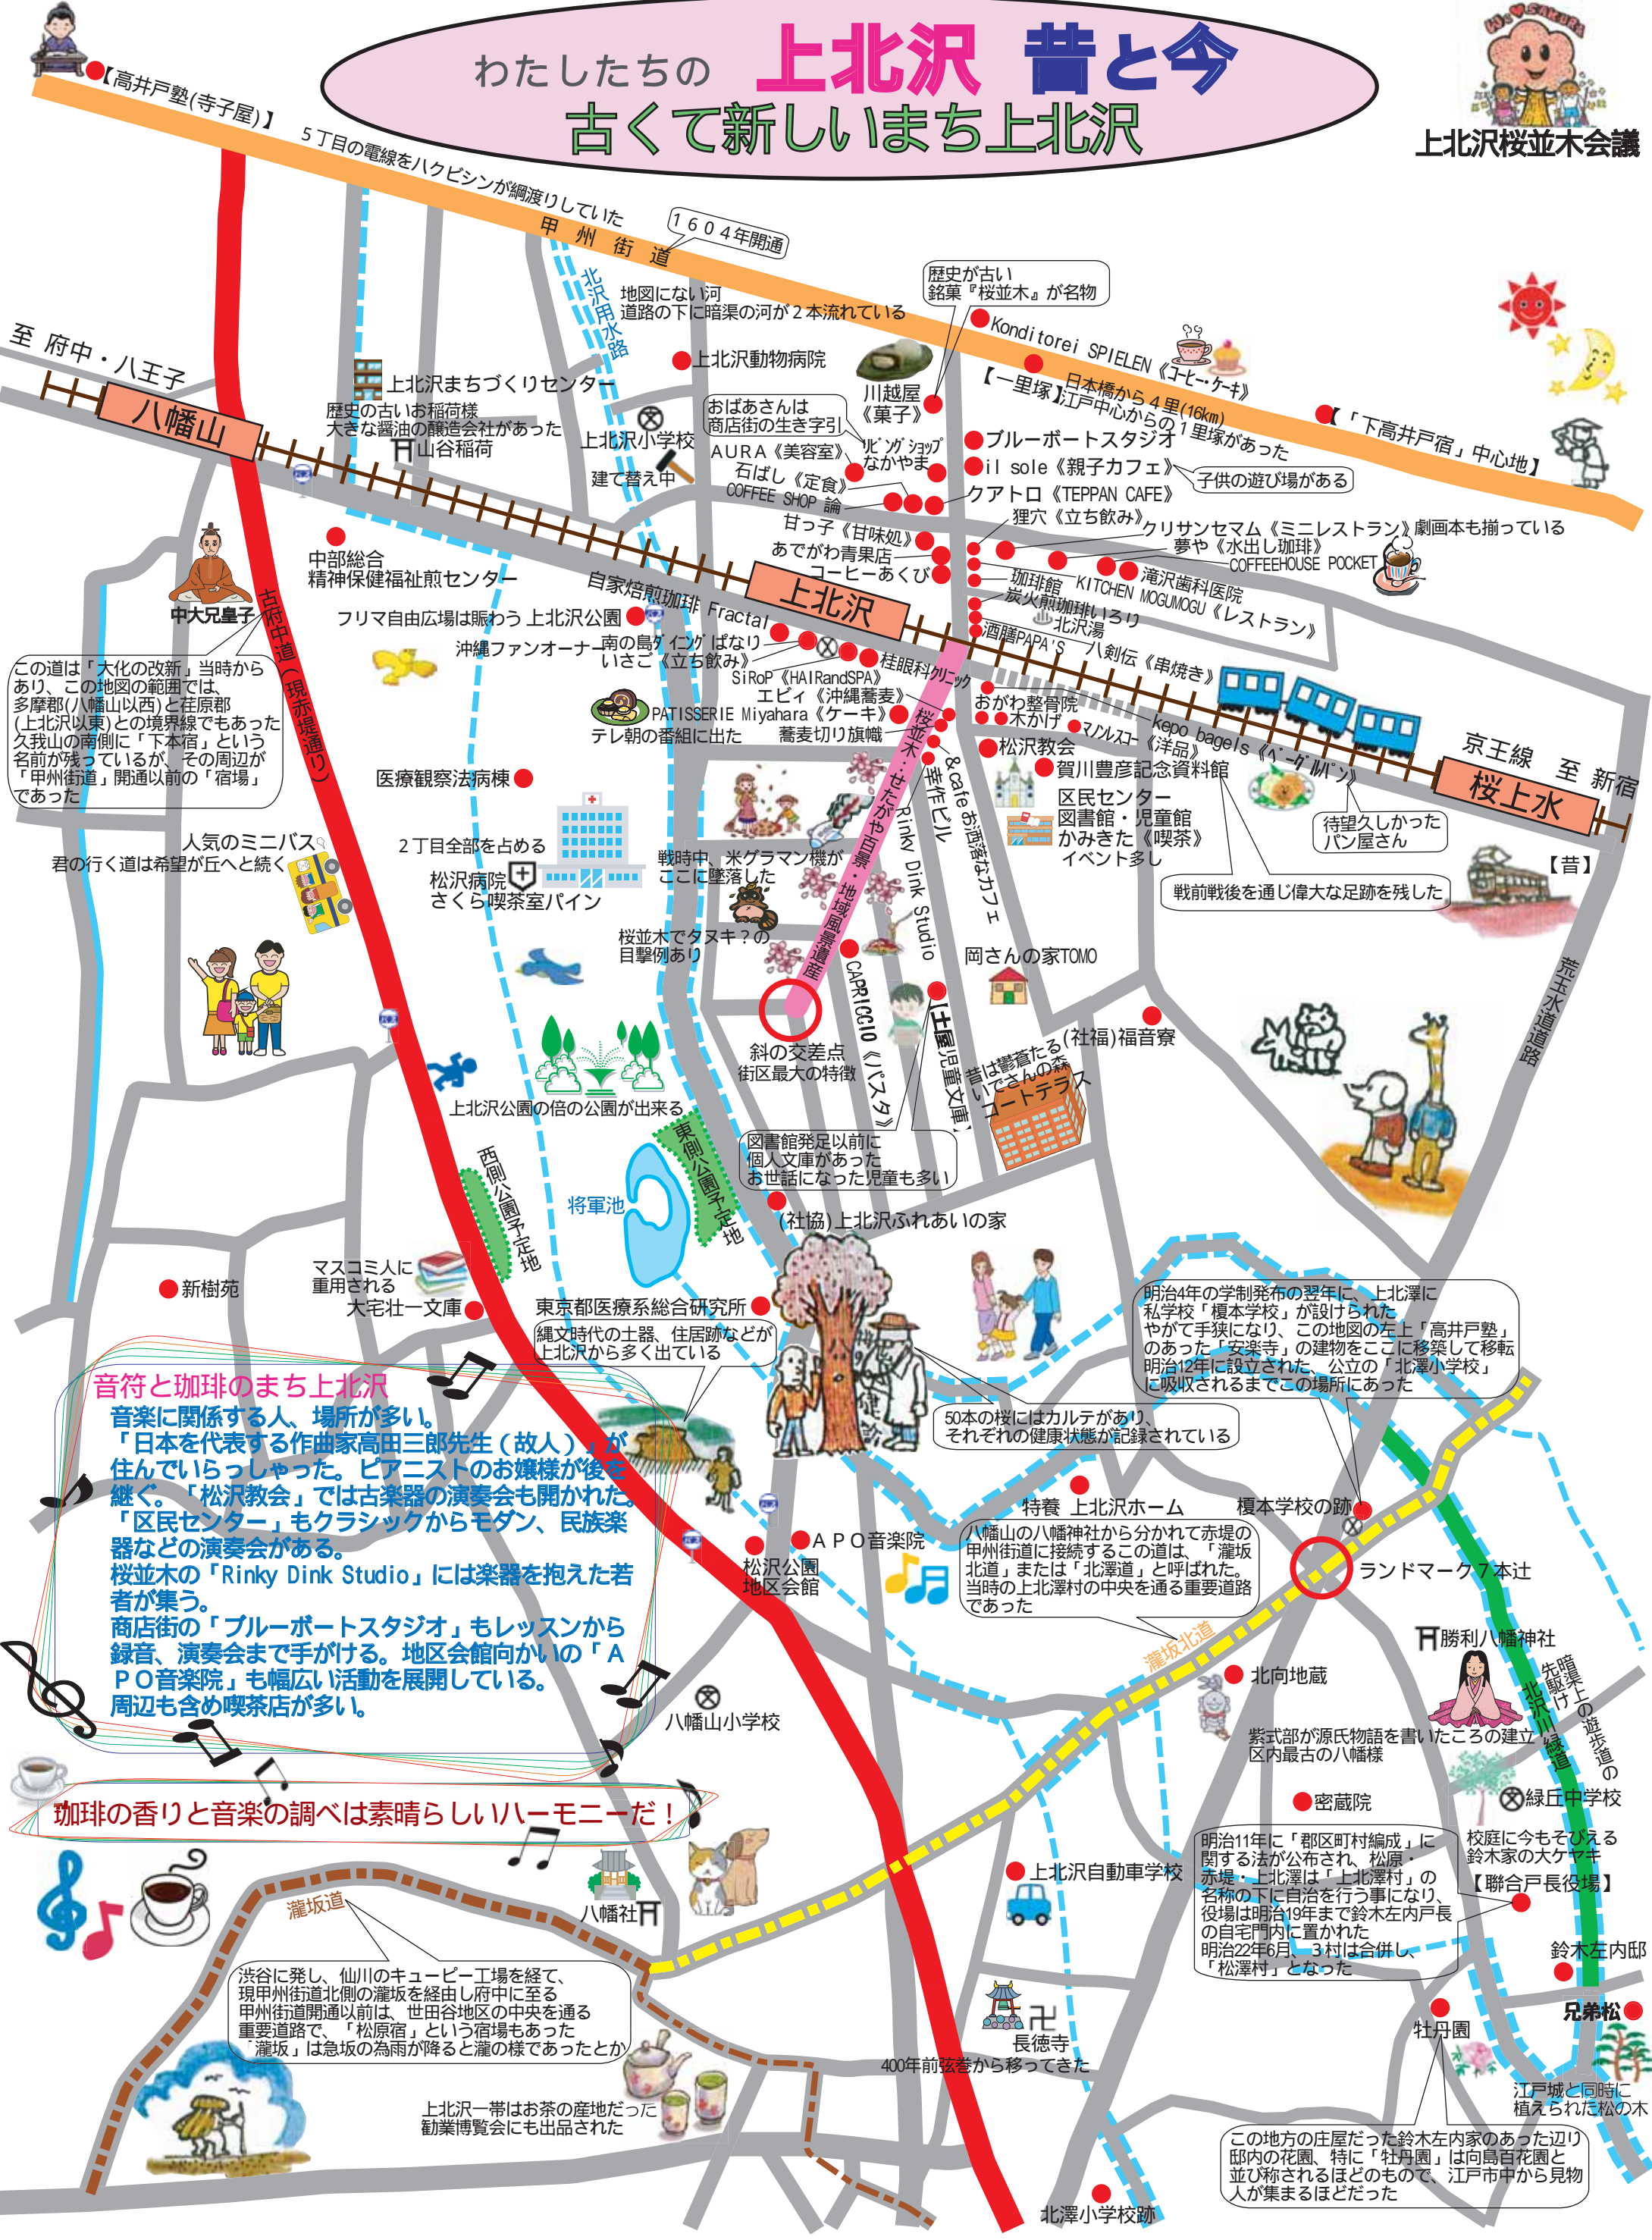 わたしたちの 上北沢 昔と今
古くて新しいまち上北沢
上北沢桜並木会議
【高井戸塾(寺子屋)】
5丁目の電線をハクビシンが綱渡りしていた
甲州街道
1604年開通
北沢用水路
地図にない河
道路の下に暗渠の河が2本流れている
歴史が古い
銘菓『桜並木』が名物
Konditorei SPIELEN《コーヒー・ケーキ》
【一里塚】
日本橋から4里(16km)
江戸中心からの1里塚があった
【「下高井戸宿」中心地】
至 府中・八王子
八幡山
上北沢まちづくりセンター
歴史の古いお稲荷様
大きな醤油の醸造会社があった
山谷稲荷
上北沢動物病院
上北沢小学校
建て替え中
川越屋
《菓子》
おばあさんは
商店街の生き字引
リビングショップ
なかやま
AURA《美容室》
石ばし《定食》
COFFEE SHOP 論
ブルーボートスタジオ
il sole《親子カフェ》
子供の遊び場がある
クアトロ《TEPPAN CAFE》
狸穴《立ち飲み》
クリサンセマム《ミニレストラン》劇画本も揃っている
夢や《水出し珈琲》
COFFEEHOUSE POCKET
甘っ子《甘味処》
あでがわ青果店
コーヒーあくび
滝沢歯科医院
KITCHEN MOGUMOGU《レストラン》
珈琲館
炭火煎珈琲いろり
北沢湯
酒膳PAPA'S
八剣伝《串焼き》
上北沢
中部総合
精神保健福祉煎センター
自家焙煎珈琲 Fractal
フリマ自由広場は賑わう 上北沢公園
沖縄ファンオーナー
南の島ダイニングぱなり
いさご《立ち飲み》
桂眼科クリニック
SiRoP《HAIRandSPA》
エビィ《沖縄蕎麦》
PATISSERIE Miyahara《ケーキ》
テレ朝の番組に出た
蕎麦切り旗幟
おがわ整骨院
木かげ
マノルスロー《洋品》
kepo bagels《ベーグルパン》
待望久しかった
パン屋さん
京王線 至 新宿
桜上水
【昔】
松沢教会
賀川豊彦記念資料館
戦前戦後を通じ偉大な足跡を残した
区民センター
図書館・児童館
かみきた《喫茶》
イベント多し
&cafeお洒落なカフェ
幸作ビル
Rinky Dink Studio
桜並木・せたがや百景・地域風景遺産
中大兄皇子
古府中道(現赤堤通り)
この道は「大化の改新」当時から
あり、この地図の範囲では、
多摩郡(八幡山以西)と荏原郡
(上北沢以東)との境界線でもあった
久我山の南側に「下本宿」という
名前が残っているが、その周辺が
「甲州街道」開通以前の「宿場」
であった
人気のミニバス
君の行く道は希望が丘へと続く
医療観察法病棟
2丁目全部を占める
松沢病院
さくら喫茶室パイン
戦時中、米グラマン機が
ここに墜落した
桜並木でタヌキ?の
目撃例あり
斜の交差点
街区最大の特徴
CAPRICCIO《パスタ》
【土屋児童文庫】
図書館発足以前に
個人文庫があった
お世話になった児童も多い
岡さんの家TOMO
(社福)福音寮
昔は鬱蒼たる
いでさんの森
コートテラス
荒玉水道道路
上北沢公園の倍の公園が出来る
西側公園予定地
東側公園予定地
将軍池
(社協)上北沢ふれあいの家
新樹苑
マスコミ人に
重用される
大宅壮一文庫
東京都医療系総合研究所
縄文時代の土器、住居跡などが
上北沢から多く出ている
健診
50本の桜にはカルテがあり、
それぞれの健康状態が記録されている
明治4年の学制発布の翌年に、上北澤に
私学校「榎本学校」が設けられた
やがて手狭になり、この地図の左上「高井戸塾」
のあった「安楽寺」の建物をここに移築して移転
明治12年に設立された、公立の「北澤小学校」
に吸収されるまでこの場所にあった
音符と珈琲のまち上北沢
音楽に関係する人、場所が多い。
「日本を代表する作曲家高田三郎先生(故人)」が
住んでいらっしゃった。ピアニストのお嬢様が後を
継ぐ。「松沢教会」では古楽器の演奏会も開かれた。
「区民センター」もクラシックからモダン、民族楽
器などの演奏会がある。
桜並木の「Rinky Dink Studio」には楽器を抱えた若
者が集う。
商店街の「ブルーボートスタジオ」もレッスンから
録音、演奏会まで手がける。地区会館向かいの「A
PO音楽院」も幅広い活動を展開している。
周辺も含め喫茶店が多い。
珈琲の香りと音楽の調べは素晴らしいハーモニーだ!
松沢公園
地区会館
APO音楽院
八幡山小学校
特養 上北沢ホーム
榎本学校の跡
八幡山の八幡神社から分かれて赤堤の
甲州街道に接続するこの道は、「瀧坂
北道」または「北澤道」と呼ばれた。
当時の上北澤村の中央を通る重要道路
であった
瀧坂北道
ランドマーク7本辻
北向地蔵
勝利八幡神社
紫式部が源氏物語を書いたころの建立
区内最古の八幡様
暗渠上の遊歩道の
先駆け
北沢川緑道
密蔵院
緑丘中学校
校庭に今もそびえる
鈴木家の大ケヤキ
【聯合戸長役場】
明治11年に「郡区町村編成」に
関する法が公布され、松原・
赤堤・上北澤は「上北澤村」の
名称の下に自治を行う事になり、
役場は明治19年まで鈴木左内戸長
の自宅門内に置かれた
明治22年6月、3村は合併し、
「松澤村」となった
鈴木左内邸
兄弟松
江戸城と同時に
植えられた松の木
牡丹園
この地方の庄屋だった鈴木左内家のあった辺り
邸内の花園、特に「牡丹園」は向島百花園と
並び称されるほどのもので、江戸市中から見物
人が集まるほどだった
上北沢自動車学校
八幡社
瀧坂道
渋谷に発し、仙川のキューピー工場を経て、
現甲州街道北側の瀧坂を経由し府中に至る
甲州街道開通以前は、世田谷地区の中央を通る
重要道路で、「松原宿」という宿場もあった
「瀧坂」は急坂の為雨が降ると瀧の様であったとか
上北沢一帯はお茶の産地だった
勧業博覧会にも出品された
卍
長徳寺
400年前弦巻から移ってきた
北澤小学校跡